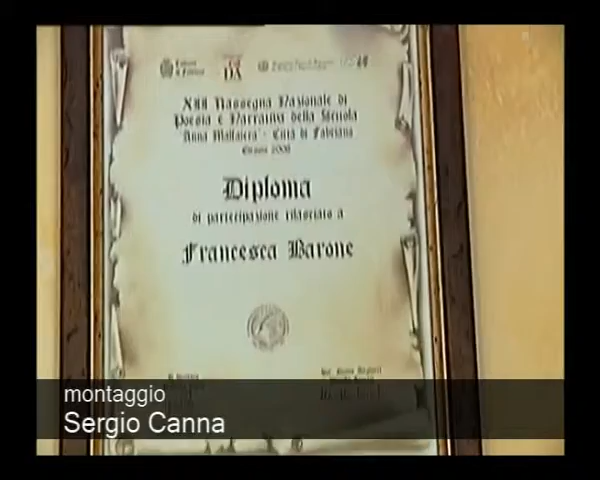 XIII Rassegna Nazionale di
Poesia e Narrativa della Scuola
"Anna Malfaiera" - Città di Fabriano
Diploma
di partecipazione rilasciato a
Francesca Barone
montaggio
Sergio Canna